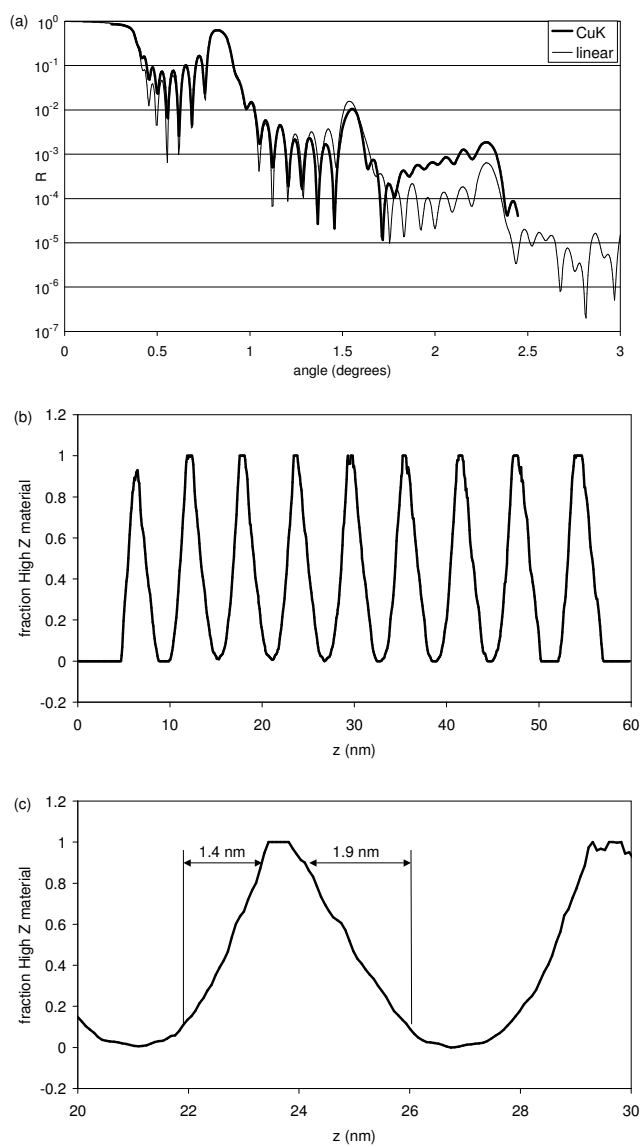 (a)
10⁰
10⁻¹
10⁻²
10⁻³
10⁻⁴
10⁻⁵
10⁻⁶
10⁻⁷
R
CuK
linear
0 0.5 1 1.5 2 2.5 3
angle (degrees)
(b)
1.2
1
0.8
0.6
0.4
0.2
0
-0.2
fraction High Z material
0 10 20 30 40 50 60
z (nm)
(c)
1.2
1
0.8
0.6
0.4
0.2
0
-0.2
fraction High Z material
1.4 nm 1.9 nm
20 22 24 26 28 30
z (nm)